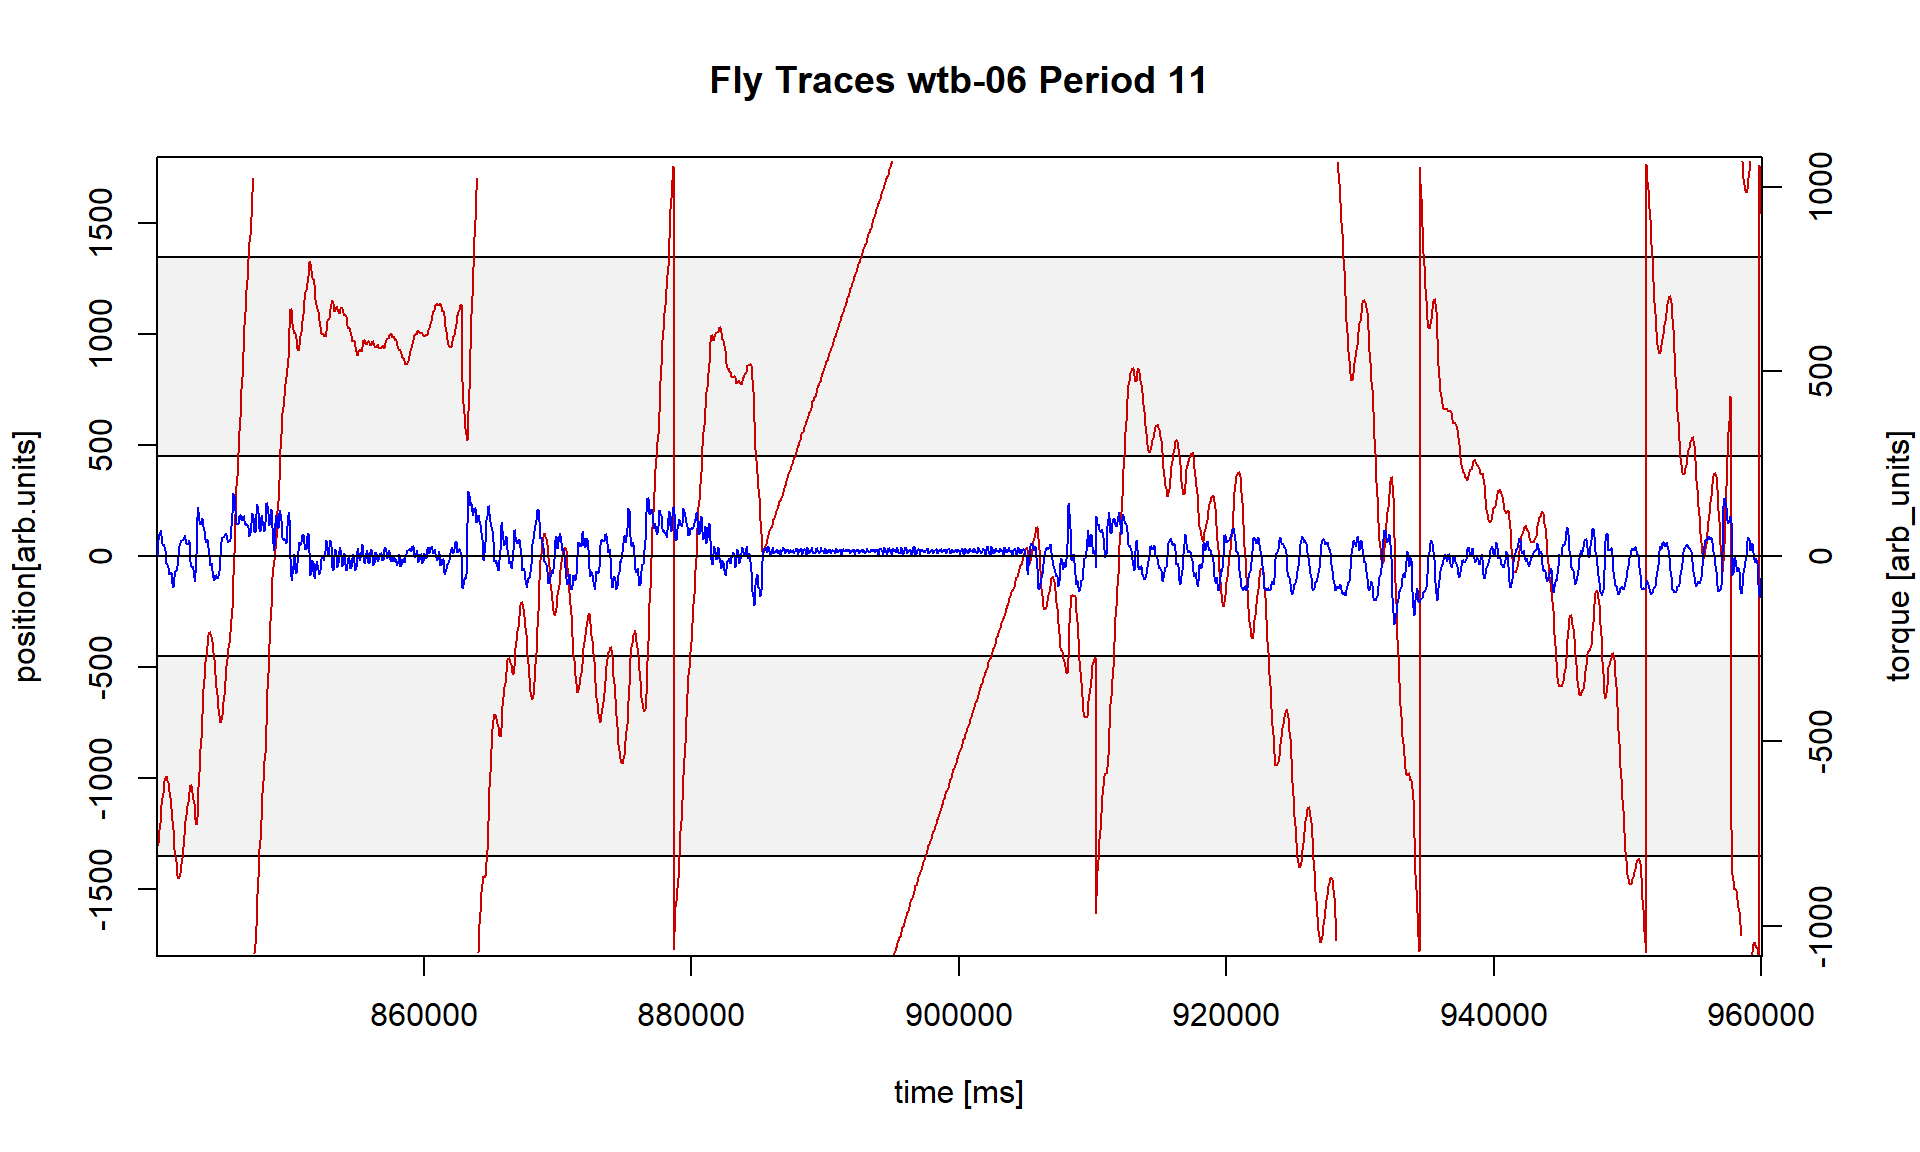 Fly Traces wtb-06 Period 11
position[arb.units]
1500
1000
500
0
-500
-1000
-1500
1000
500
0
-500
-1000
torque [arb_units]
860000 880000 900000 920000 940000 960000
time [ms]